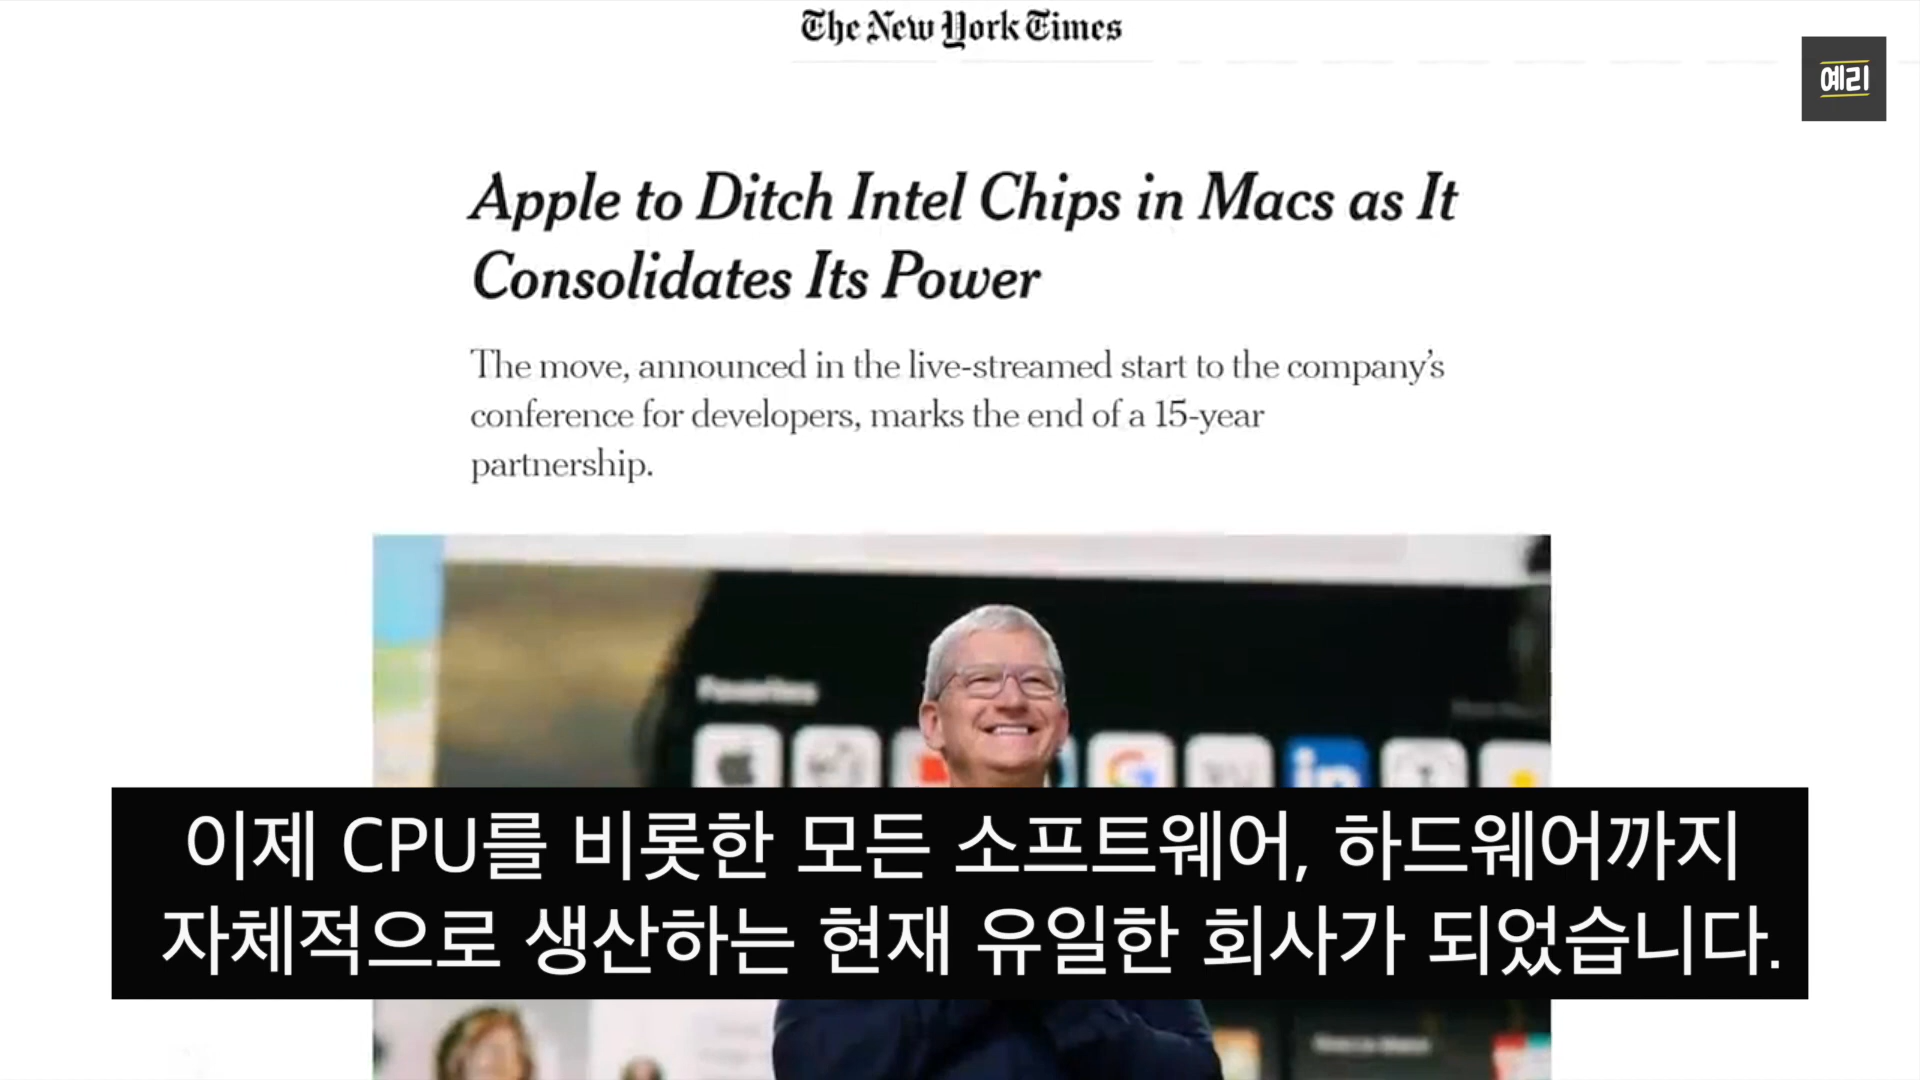 The New York Times
예리
Apple to Ditch Intel Chips in Macs as It
Consolidates Its Power
The move, announced in the live-streamed start to the company's
conference for developers, marks the end of a 15-year
partnership.
Favorites
in
이제 CPU를 비롯한 모든 소프트웨어, 하드웨어까지
자체적으로 생산하는 현재 유일한 회사가 되었습니다.